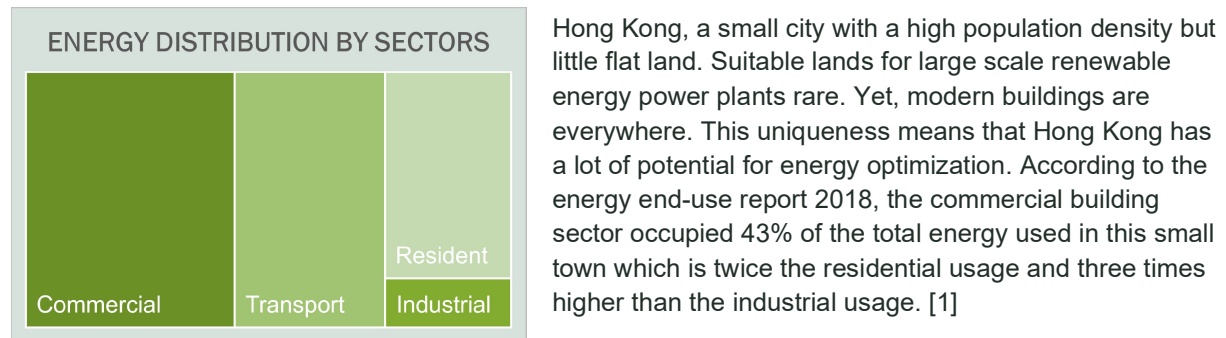 ENERGY DISTRIBUTION BY SECTORS
Commercial
Transport
Resident
Industrial
Hong Kong, a small city with a high population density but
little flat land. Suitable lands for large scale renewable
energy power plants rare. Yet, modern buildings are
everywhere. This uniqueness means that Hong Kong has
a lot of potential for energy optimization. According to the
energy end-use report 2018, the commercial building
sector occupied 43% of the total energy used in this small
town which is twice the residential usage and three times
higher than the industrial usage. [1]